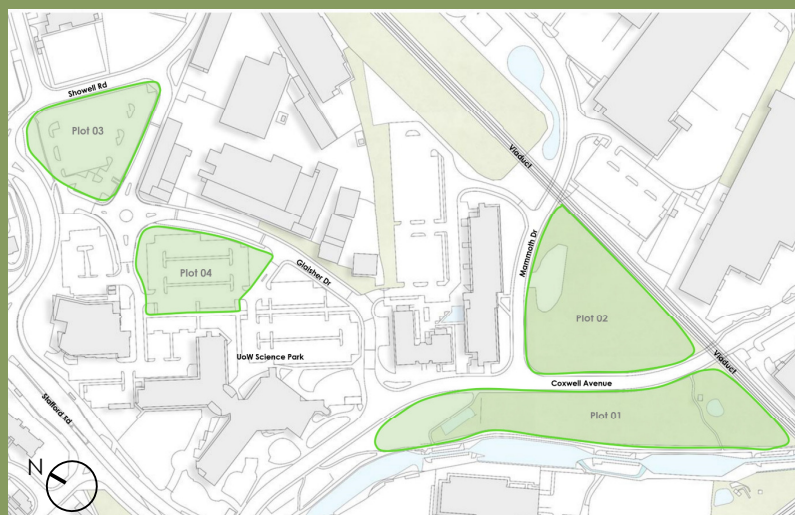 Showell Rd
Plot 03
Viaduct
Mammoth Dr
Plot 04
Glaisher Dr
Plot 02
UoW Science Park
Viaduct
Coxwell Avenue
Stafford Rd
Plot 01
N